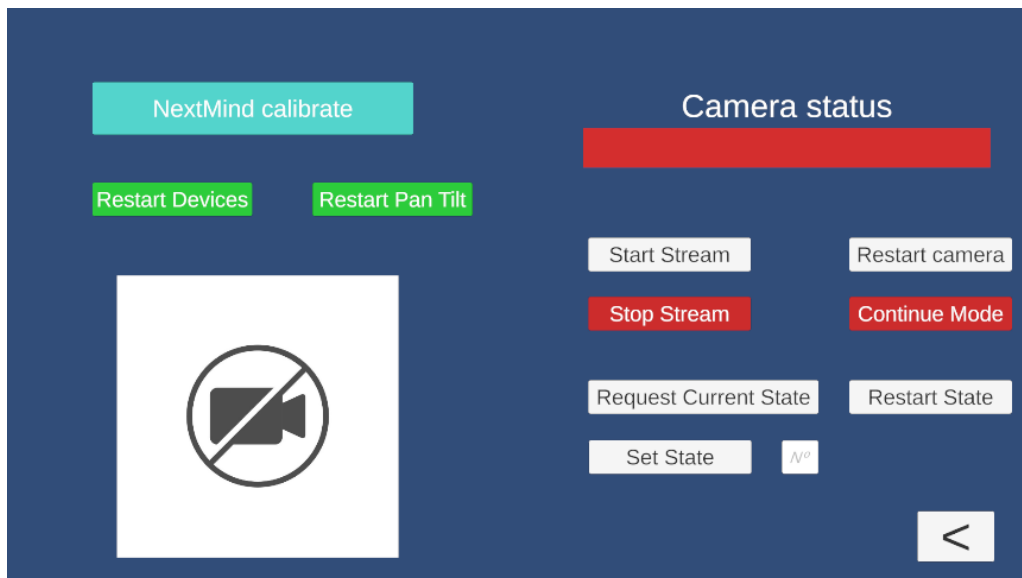 NextMind calibrate
Restart Devices
Restart Pan Tilt
Camera status
Start Stream
Restart camera
Stop Stream
Continue Mode
Request Current State
Restart State
Set State
Nº
<